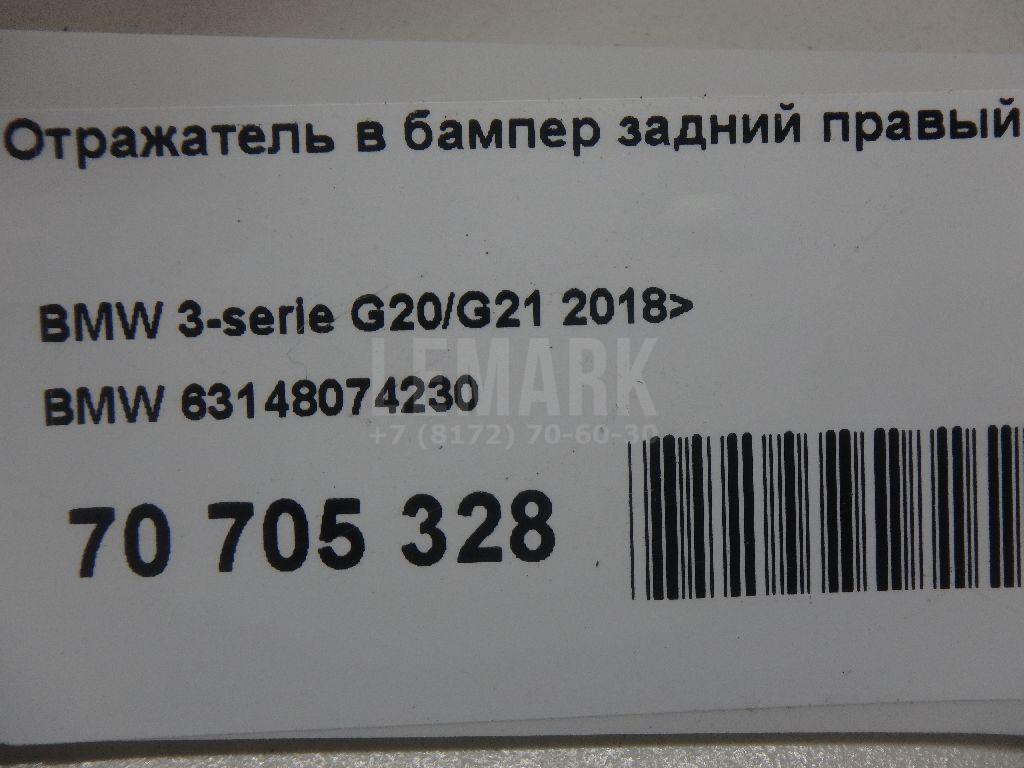 Отражатель в бампер задний правый
BMW 3-serie G20/G21 2018>
BMW 63148074230
LEMARK
+7 (8172) 70-60-30
70 705 328